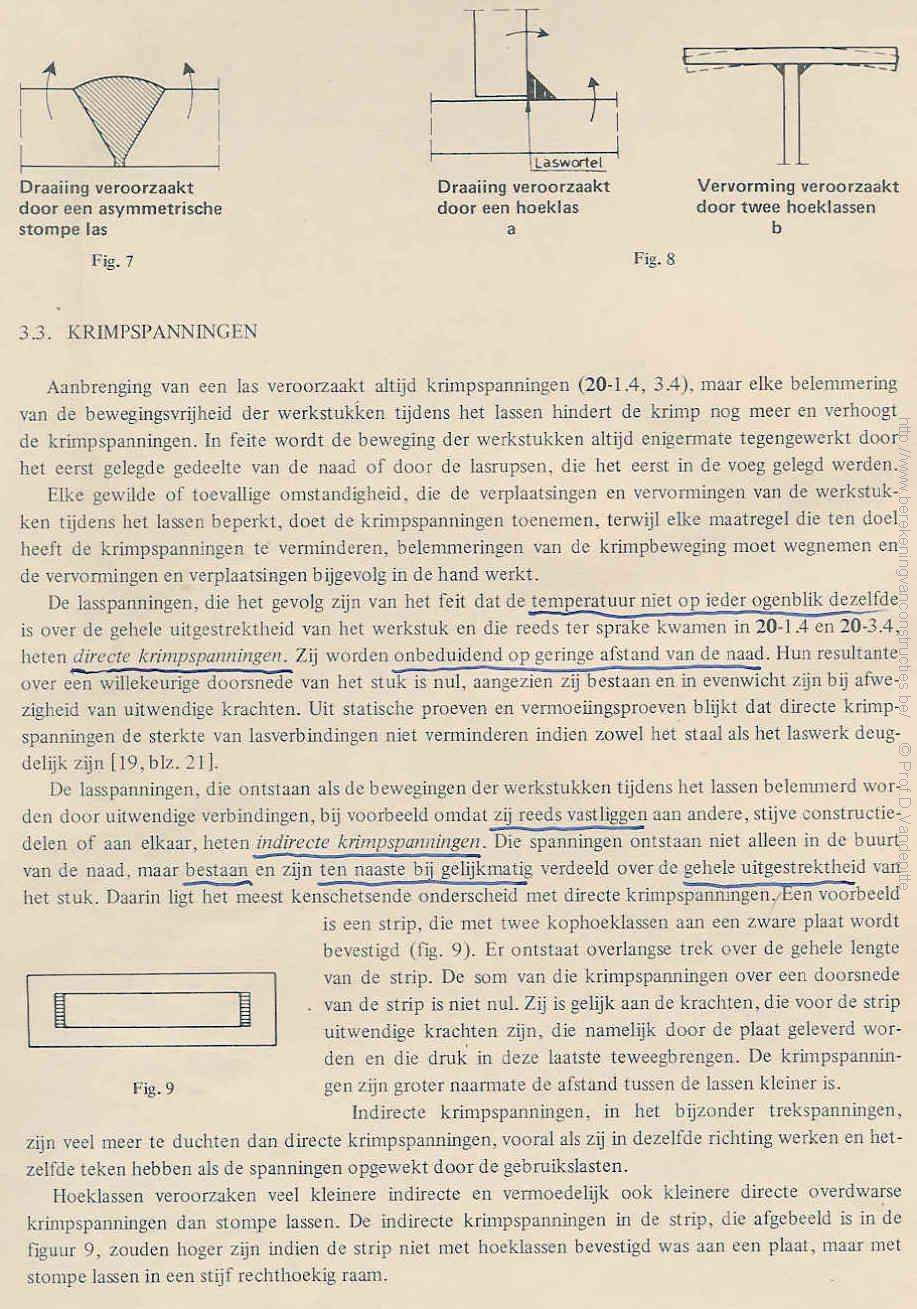 Laswortel
Draaiing veroorzaakt
door een asymmetrische
stompe las
Fig. 7
Draaiing veroorzaakt
door een hoeklas
a
Vervorming veroorzaakt
door twee hoeklassen
b
Fig. 8
3.3. KRIMPSPANNINGEN
Aanbrenging van een las veroorzaakt altijd krimpspanningen (20-1.4, 3.4), maar elke belemmering
van de bewegingsvrijheid der werkstukken tijdens het lassen hindert de krimp nog meer en verhoogt
de krimpspanningen. In feite wordt de beweging der werkstukken altijd enigermate tegengewerkt door
het eerst gelegde gedeelte van de naad of door de lasrupsen, die het eerst in de voeg gelegd werden.
Elke gewilde of toevallige omstandigheid, die de verplaatsingen en vervormingen van de werkstuk-
ken tijdens het lassen beperkt, doet de krimpspanningen toenemen, terwijl elke maatregel die ten doel
heeft de krimpspanningen te verminderen, belemmeringen van de krimpbeweging moet wegnemen en
de vervormingen en verplaatsingen bijgevolg in de hand werkt.
De lasspanningen, die het gevolg zijn van het feit dat de temperatuur niet op ieder ogenblik dezelfde
is over de gehele uitgestrektheid van het werkstuk en die reeds ter sprake kwamen in 20-1.4 en 20-3.4,
heten directe krimpspanningen. Zij worden onbeduidend op geringe afstand van de naad. Hun resultante
over een willekeurige doorsnede van het stuk is nul, aangezien zij bestaan en in evenwicht zijn bij afwe-
zigheid van uitwendige krachten. Uit statische proeven en vermoeiingsproeven blijkt dat directe krimp-
spanningen de sterkte van lasverbindingen niet verminderen indien zowel het staal als het laswerk deug-
delijk zijn [19, blz. 21].
De lasspanningen, die ontstaan als de bewegingen der werkstukken tijdens het lassen belemmerd wor-
den door uitwendige verbindingen, bij voorbeeld omdat zij reeds vastliggen aan andere, stijve constructie-
delen of aan elkaar, heten indirecte krimpspanningen. Die spanningen ontstaan niet alleen in de buurt
van de naad, maar bestaan en zijn ten naaste bij gelijkmatig verdeeld over de gehele uitgestrektheid van
het stuk. Daarin ligt het meest kenschetsende onderscheid met directe krimpspanningen. Een voorbeeld
is een strip, die met twee kophoeklassen aan een zware plaat wordt
bevestigd (fig. 9). Er ontstaat overlangse trek over de gehele lengte
van de strip. De som van die krimpspanningen over een doorsnede
van de strip is niet nul. Zij is gelijk aan de krachten, die voor de strip
uitwendige krachten zijn, die namelijk door de plaat geleverd wor-
den en die druk in deze laatste teweegbrengen. De krimpspannin-
gen zijn groter naarmate de afstand tussen de lassen kleiner is.
Fig. 9
Indirecte krimpspanningen, in het bijzonder trekspanningen,
zijn veel meer te duchten dan directe krimpspanningen, vooral als zij in dezelfde richting werken en het-
zelfde teken hebben als de spanningen opgewekt door de gebruikslasten.
Hoeklassen veroorzaken veel kleinere indirecte en vermoedelijk ook kleinere directe overdwarse
krimpspanningen dan stompe lassen. De indirecte krimpspanningen in de strip, die afgebeeld is in de
figuur 9, zouden hoger zijn indien de strip niet met hoeklassen bevestigd was aan een plaat, maar met
stompe lassen in een stijf rechthoekig raam.
http://www.berekeningvanconstructies.be/ © Prof D. Vandepitte